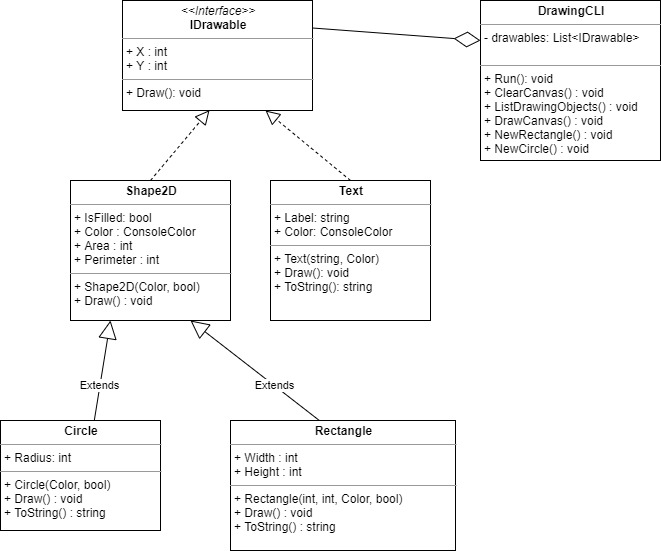 <<Interface>>
IDrawable
+ X : int
+ Y : int
+ Draw(): void
DrawingCLI
- drawables: List<IDrawable>
+ Run(): void
+ ClearCanvas() : void
+ ListDrawingObjects() : void
+ DrawCanvas() : void
+ NewRectangle() : void
+ NewCircle() : void
Shape2D
+ IsFilled: bool
+ Color : ConsoleColor
+ Area : int
+ Perimeter : int
+ Shape2D(Color, bool)
+ Draw() : void
Text
+ Label: string
+ Color: ConsoleColor
+ Text(string, Color)
+ Draw(): void
+ ToString(): string
Extends
Extends
Circle
+ Radius: int
+ Circle(Color, bool)
+ Draw() : void
+ ToString() : string
Rectangle
+ Width : int
+ Height : int
+ Rectangle(int, int, Color, bool)
+ Draw() : void
+ ToString() : string